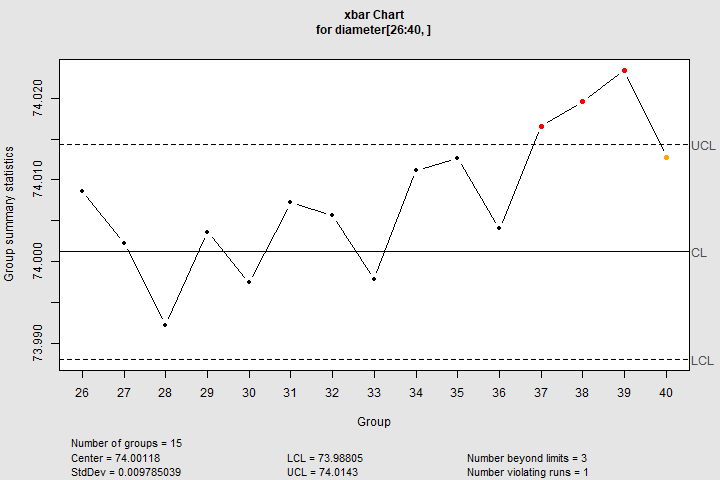 xbar Chart
for diameter[26:40, ]
Group summary statistics
74.020
74.010
74.000
73.990
UCL
CL
LCL
26 27 28 29 30 31 32 33 34 35 36 37 38 39 40
Group
Number of groups = 15
Center = 74.00118 LCL = 73.98805 Number beyond limits = 3
StdDev = 0.009785039 UCL = 74.0143 Number violating runs = 1